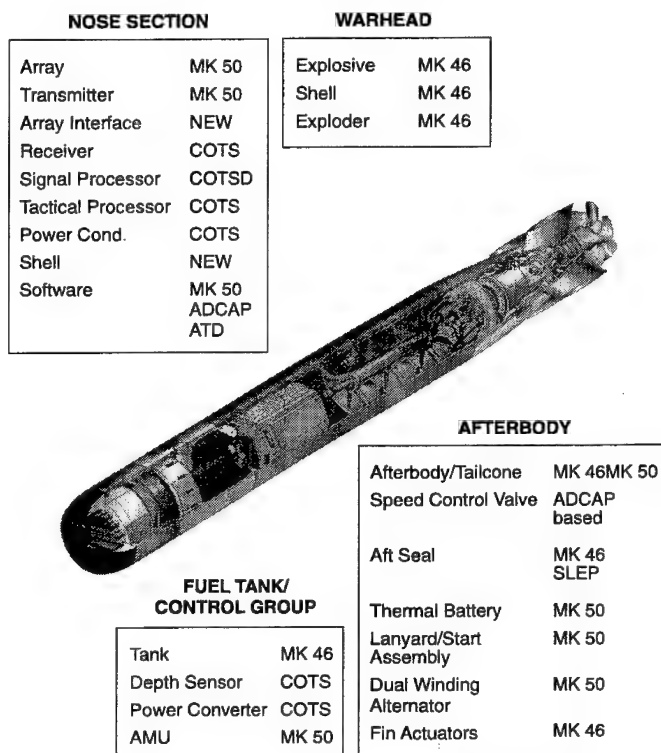 NOSE SECTION
Array MK 50
Transmitter MK 50
Array Interface NEW
Receiver COTS
Signal Processor COTSD
Tactical Processor COTS
Power Cond. COTS
Shell NEW
Software MK 50
ADCAP
ATD
WARHEAD
Explosive MK 46
Shell MK 46
Exploder MK 46
FUEL TANK/
CONTROL GROUP
Tank MK 46
Depth Sensor COTS
Power Converter COTS
AMU MK 50
AFTERBODY
Afterbody/Tailcone MK 46MK 50
Speed Control Valve ADCAP
based
Aft Seal MK 46
SLEP
Thermal Battery MK 50
Lanyard/Start MK 50
Assembly
Dual Winding MK 50
Alternator
Fin Actuators MK 46